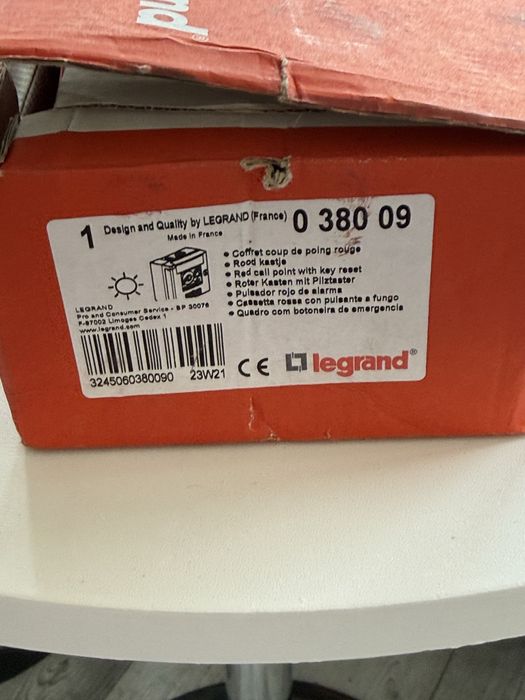 nd
1 Design and Quality by LEGRAND (France) 0 380 09
Made in France
• Coffret coup de poing rouge
• Rood kastje
• Red call point with key reset
• Roter Kasten mit Pilztaster
• Pulsador rojo de alarma
• Cassetta rossa con pulsante a fungo
• Quadro com botoneira de emergencia
LEGRAND
Pro and Consumer Service - BP 30076
F-87002 Limoges Cedex 1
www.legrand.com
3245060380090 23W21
CE
legrand®